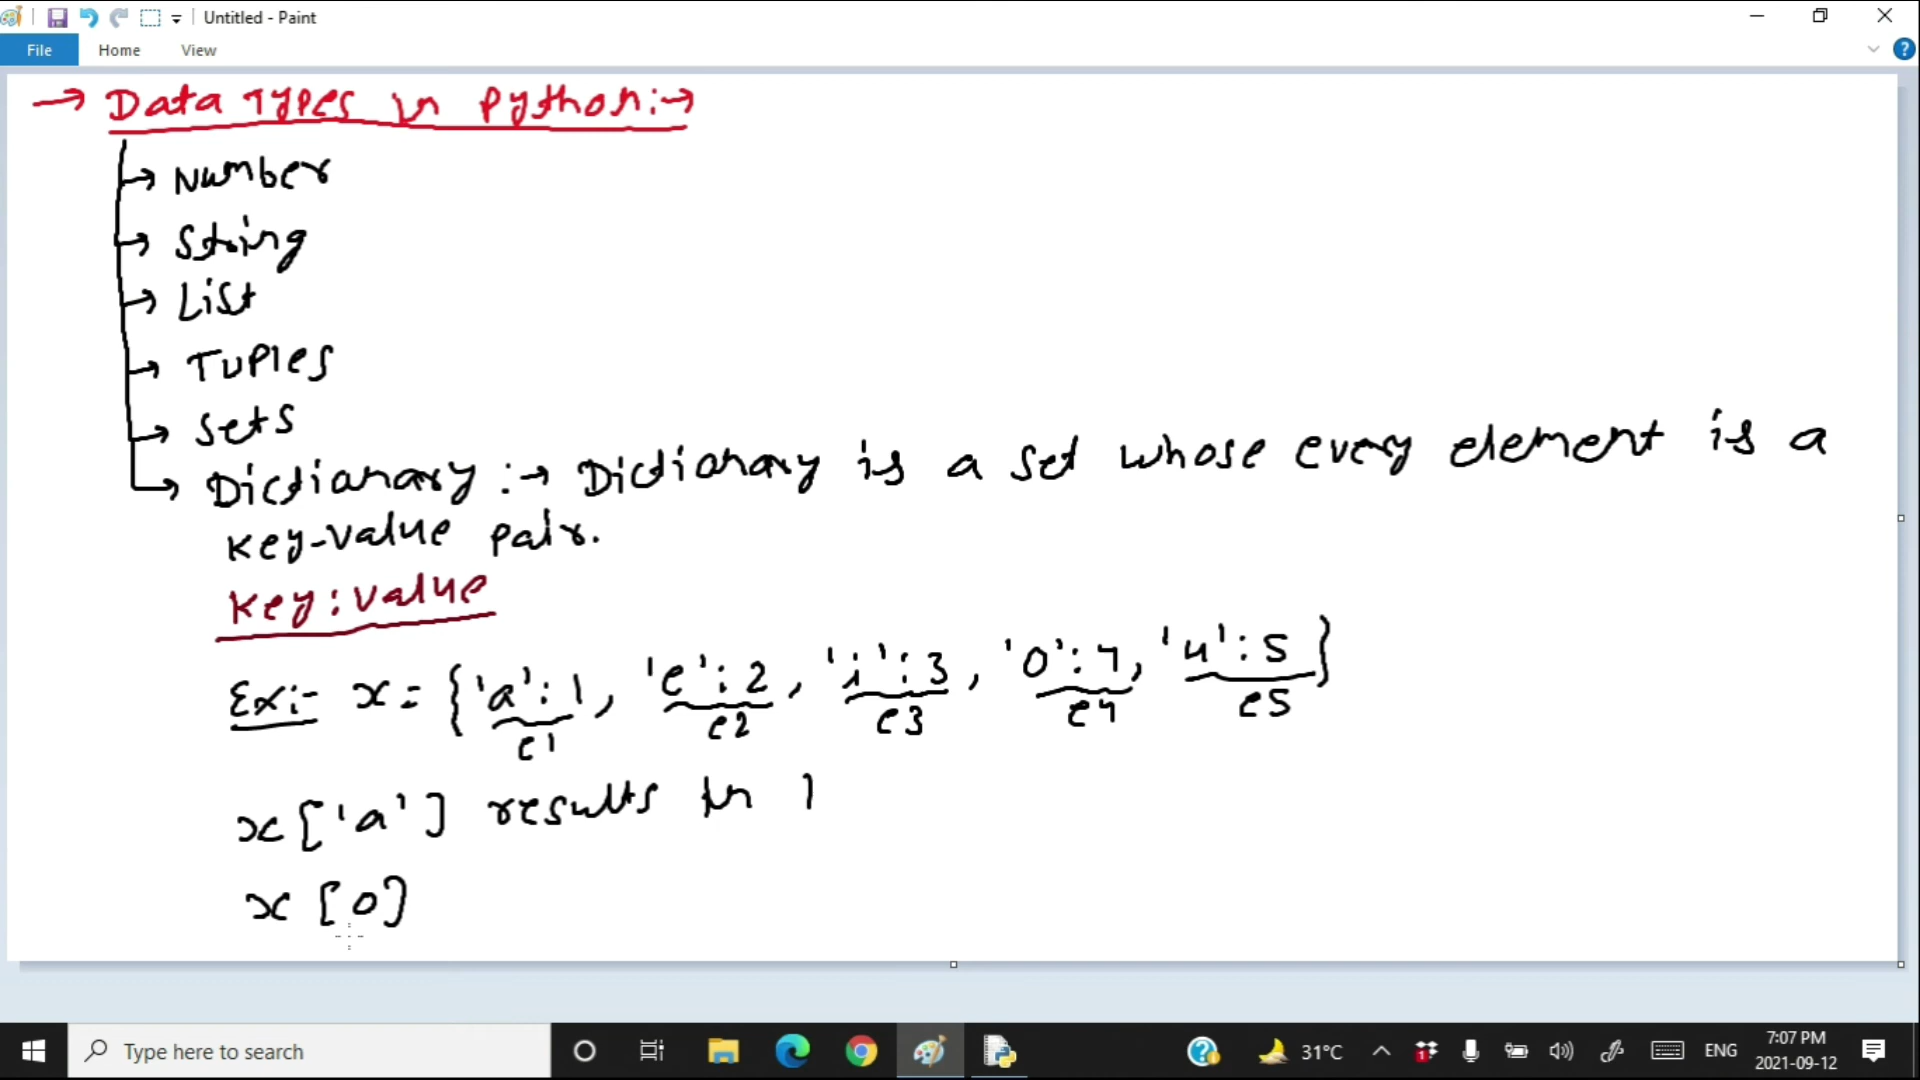 Untitled - Paint
File Home View
→ Data Types in Python:→
→ Number
→ String
→ List
→ Tuples
→ Sets
→ Dictionary :→ Dictionary is a set whose every element is a
key-value pair.
Key:value
Ex:- x = {'a':1, 'e':2, 'i':3, 'o':4, 'u':5}
e1 e2 e3 e4 e5
x['a'] results in 1
x[0]
Type here to search
31°C
ENG
7:07 PM
2021-09-12